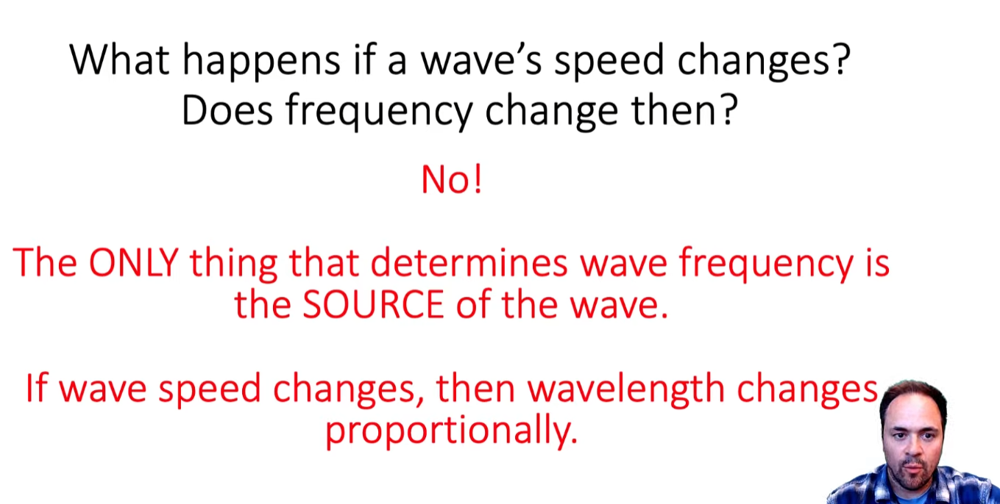 What happens if a wave’s speed changes?
Does frequency change then?
No!
The ONLY thing that determines wave frequency is
the SOURCE of the wave.
If wave speed changes, then wavelength changes
proportionally.